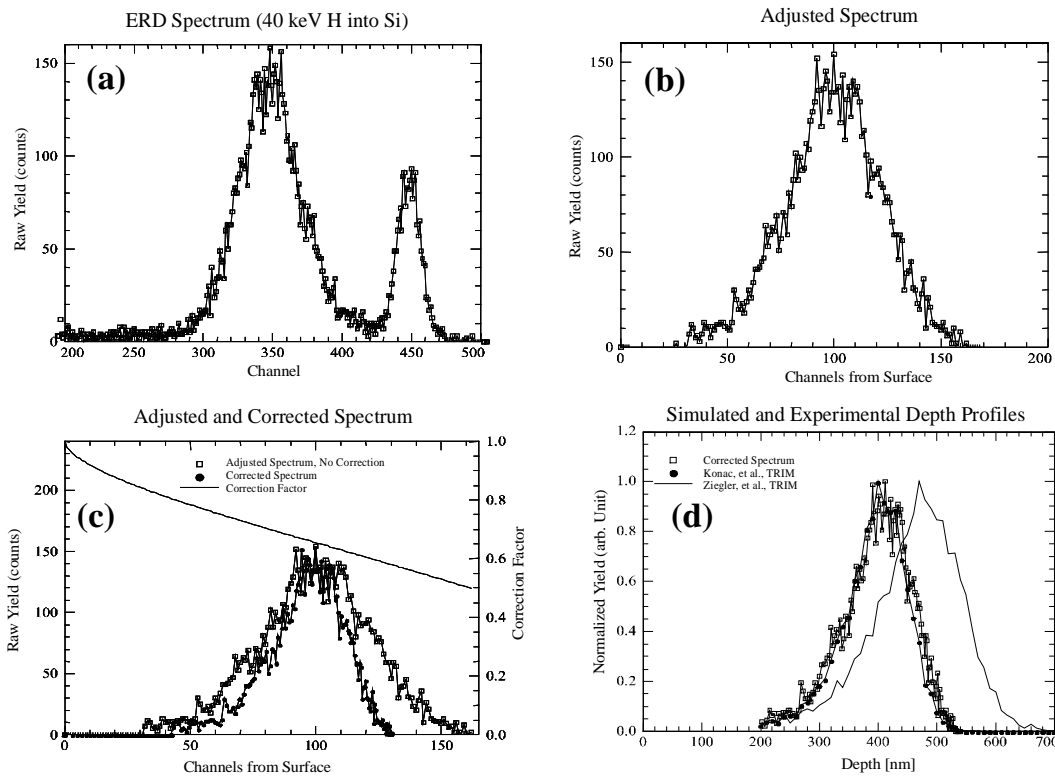 ERD Spectrum (40 keV H into Si)
(a)
Raw Yield (counts)
150
100
50
0
200
300
350
400
450
500
Channel
Adjusted Spectrum
(b)
Raw Yield (counts)
150
100
50
0
0
50
100
150
200
Channels from Surface
Adjusted and Corrected Spectrum
Adjusted Spectrum, No Correction
Corrected Spectrum
Correction Factor
(c)
Raw Yield (counts)
200
150
100
50
0
1.0
0.8
0.6
0.4
0.2
0.0
Correction Factor
0
50
100
150
Channels from Surface
Simulated and Experimental Depth Profiles
Corrected Spectrum
Konac, et al., TRIM
Ziegler, et al., TRIM
(d)
Normalized Yield (arb. Unit)
1.2
1.0
0.8
0.6
0.4
0.2
0.0
0
100
200
300
400
500
600
700
Depth [nm]